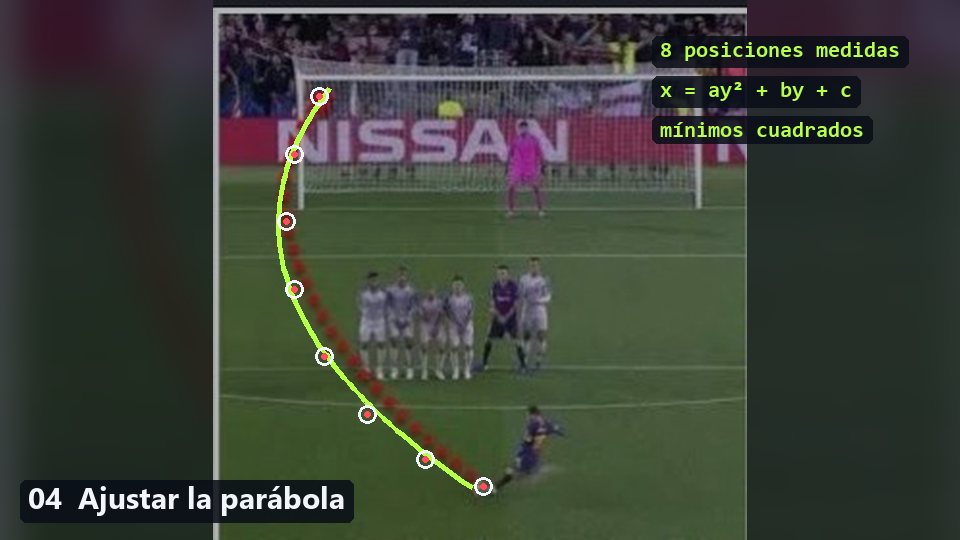 8 posiciones medidas
x = ay² + by + c
mínimos cuadrados
NISSAN
N
04 Ajustar la parábola